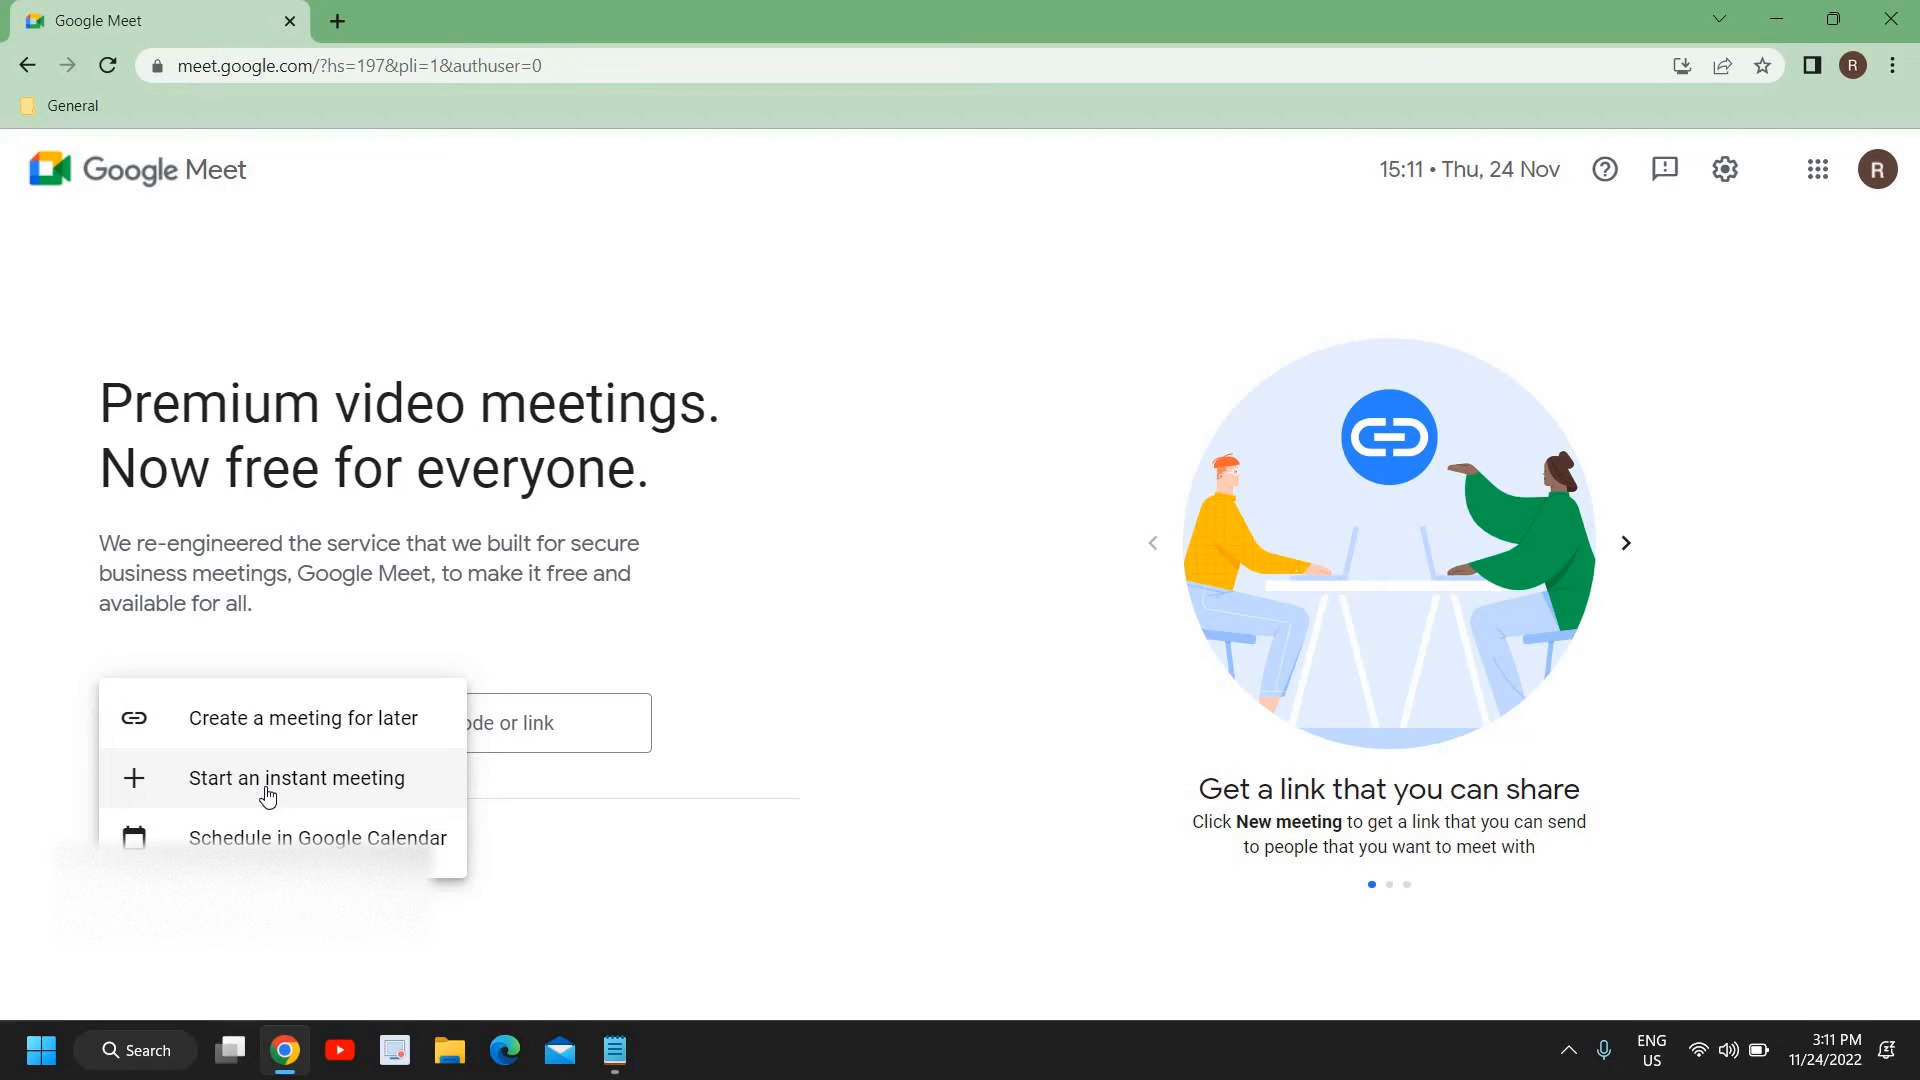 Google Meet
meet.google.com/?hs=197&pli=1&authuser=0
R
General
Google Meet
15:11 • Thu, 24 Nov
R
Premium video meetings.
Now free for everyone.
We re-engineered the service that we built for secure
business meetings, Google Meet, to make it free and
available for all.
Create a meeting for later
or link
Start an instant meeting
Schedule in Google Calendar
Get a link that you can share
Click New meeting to get a link that you can send
to people that you want to meet with
Search
ENG
US
3:11 PM
11/24/2022